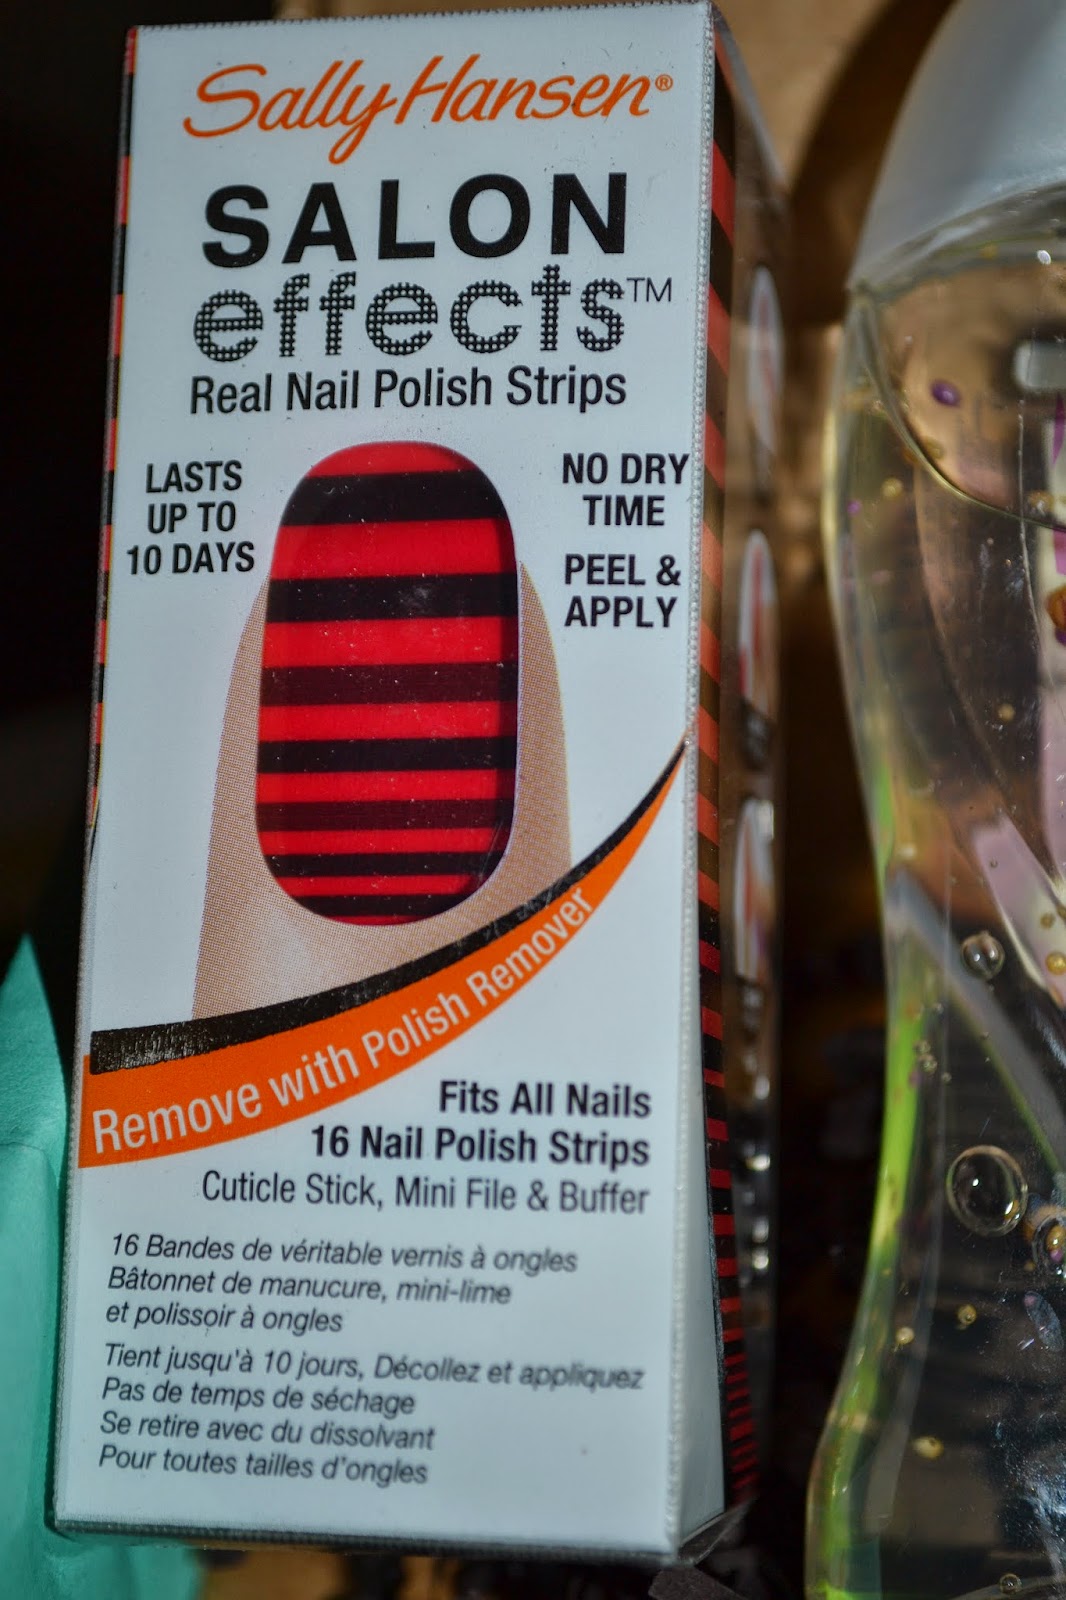 Sally Hansen®
SALON
effects™
Real Nail Polish Strips
LASTS
UP TO
10 DAYS
NO DRY
TIME
PEEL &
APPLY
Remove with Polish Remover
Fits All Nails
16 Nail Polish Strips
Cuticle Stick, Mini File & Buffer
16 Bandes de véritable vernis à ongles
Bâtonnet de manucure, mini-lime
et polissoir à ongles
Tient jusqu'à 10 jours, Décollez et appliquez
Pas de temps de séchage
Se retire avec du dissolvant
Pour toutes tailles d'ongles